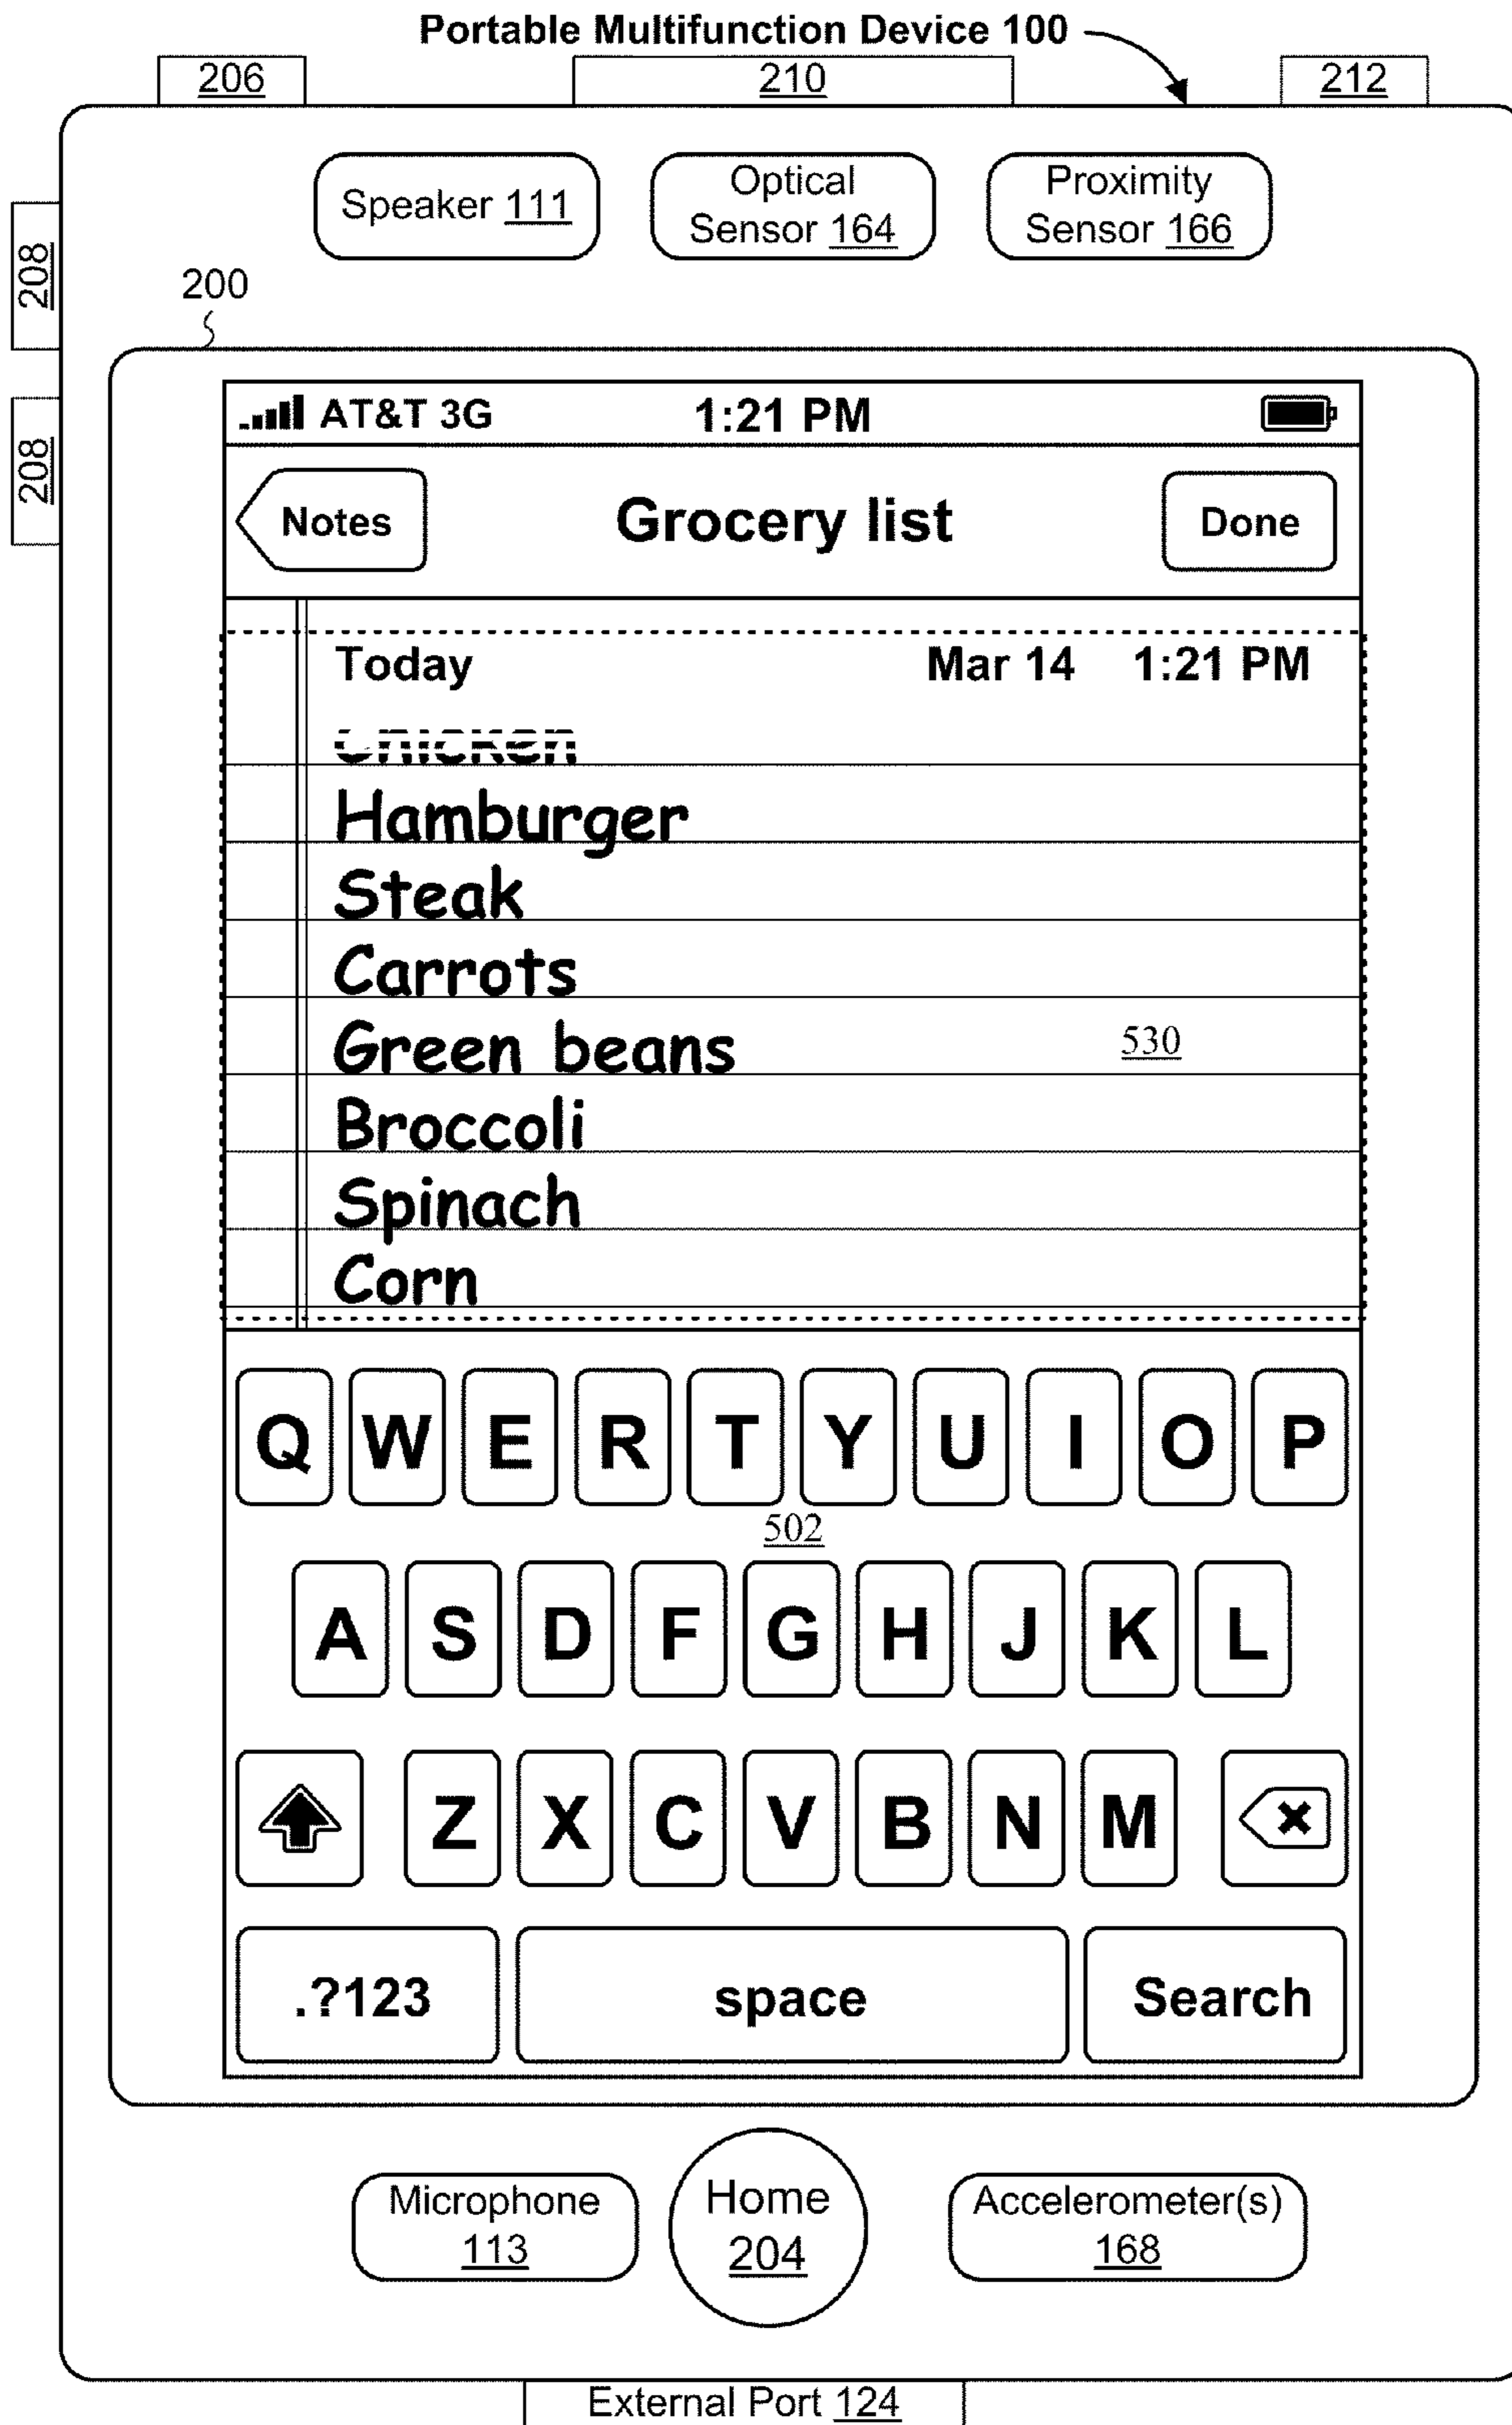 Portable Multifunction Device 100
206 210 212
Speaker 111
Optical Sensor 164
Proximity Sensor 166
208
200
208
AT&T 3G 1:21 PM
Notes Grocery list Done
Today Mar 14 1:21 PM
Chicken
Hamburger
Steak
Carrots
Green beans 530
Broccoli
Spinach
Corn
Q W E R T Y U I O P
502
A S D F G H J K L
Z X C V B N M
.?123 space Search
Microphone 113
Home 204
Accelerometer(s) 168
External Port 124